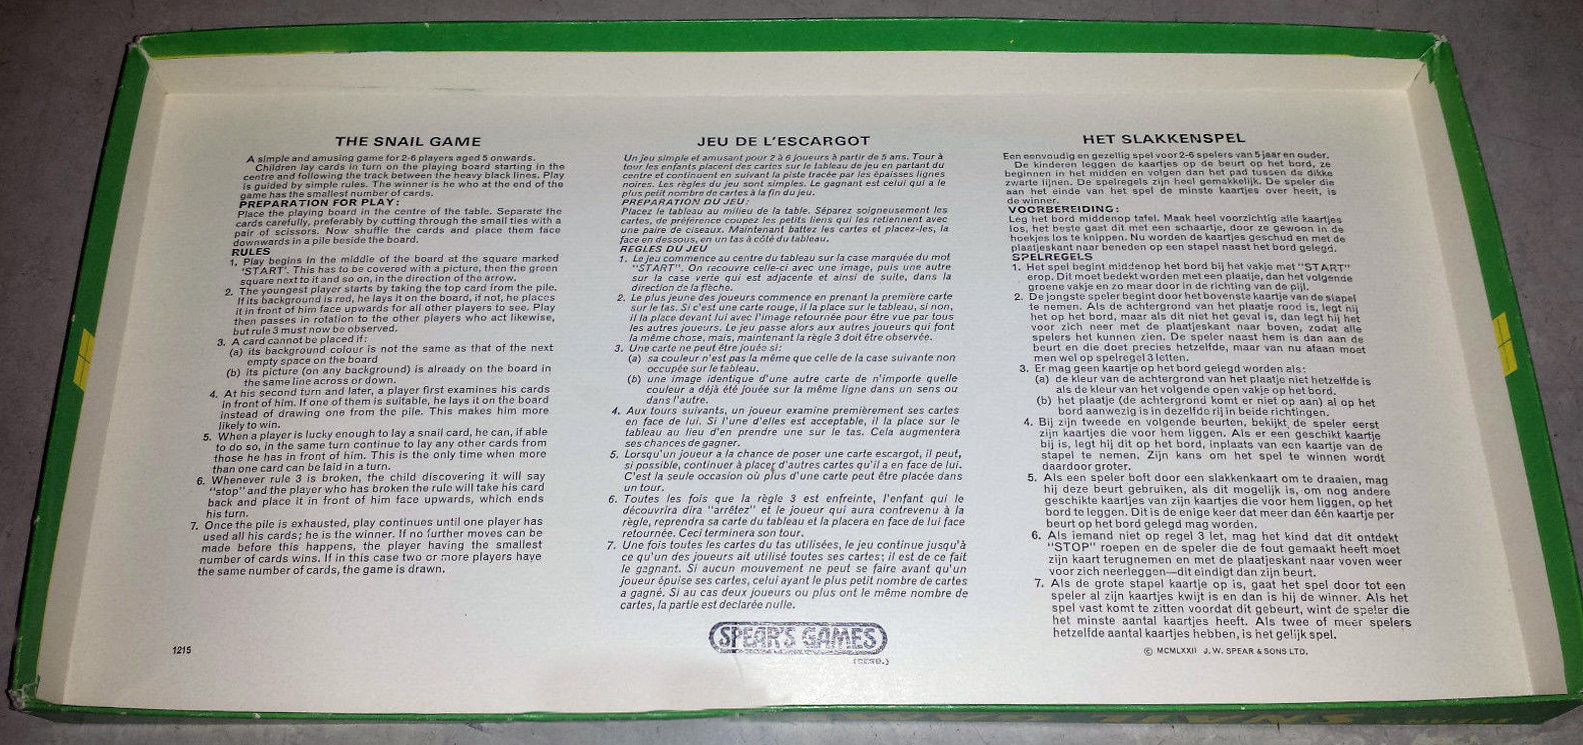 THE SNAIL GAME
A simple and amusing game for 2-6 players aged 5 onwards.
Children lay cards in turn on the playing board starting in the
centre and following the track between the heavy black lines. Play
is guided by simple rules. The winner is he who at the end of the
game has the smallest number of cards.
PREPARATION FOR PLAY:
Place the playing board in the centre of the table. Separate the
cards carefully, preferably by cutting through the small ties with a
pair of scissors. Now shuffle the cards and place them face
downwards in a pile beside the board.
RULES
1. Play begins in the middle of the board at the square marked
'START'. This has to be covered with a picture, then the green
square next to it and so on, in the direction of the arrow.
2. The youngest player starts by taking the top card from the pile.
If its background is red, he lays it on the board, if not, he places
it in front of him face upwards for all other players to see. Play
then passes in rotation to the other players who act likewise,
but rule 3 must now be observed.
3. A card cannot be placed if:
(a) its background colour is not the same as that of the next
empty space on the board
(b) its picture (on any background) is already on the board in
the same line across or down.
4. At his second turn and later, a player first examines his cards
in front of him. If one of them is suitable, he lays it on the board
instead of drawing one from the pile. This makes him more
likely to win.
5. When a player is lucky enough to lay a snail card, he can, if able
to do so, in the same turn continue to lay any other cards from
those he has in front of him. This is the only time when more
than one card can be laid in a turn.
6. Whenever rule 3 is broken, the child discovering it will say
"stop" and the player who has broken the rule will take his card
back and place it in front of him face upwards, which ends
his turn.
7. Once the pile is exhausted, play continues until one player has
used all his cards; he is the winner. If no further moves can be
made before this happens, the player having the smallest
number of cards wins. If in this case two or more players have
the same number of cards, the game is drawn.
1215
JEU DE L'ESCARGOT
Un jeu simple et amusant pour 2 à 6 joueurs à partir de 5 ans. Tour à
tour les enfants placent des cartes sur le tableau de jeu en partant du
centre et continuent en suivant la piste tracée par les épaisses lignes
noires. Les règles du jeu sont simples. Le gagnant est celui qui a le
plus petit nombre de cartes à la fin du jeu.
PREPARATION DU JEU:
Placez le tableau au milieu de la table. Séparez soigneusement les
cartes, de préférence coupez les petits liens qui les retiennent avec
une paire de ciseaux. Maintenant battez les cartes et placez-les, la
face en dessous, en un tas à côté du tableau.
REGLES DU JEU
1. Le jeu commence au centre du tableau sur la case marquée du mot
"START". On recouvre celle-ci avec une image, puis une autre
sur la case verte qui est adjacente et ainsi de suite, dans la
direction de la flèche.
2. Le plus jeune des joueurs commence en prenant la première carte
sur le tas. Si c'est une carte rouge, il la place sur le tableau, si non,
il la place devant lui avec l'image retournée pour être vue par tous
les autres joueurs. Le jeu passe alors aux autres joueurs qui font
la même chose, mais, maintenant la règle 3 doit être observée.
3. Une carte ne peut être jouée si:
(a) sa couleur n'est pas la même que celle de la case suivante non
occupée sur le tableau.
(b) une image identique d'une autre carte de n'importe quelle
couleur a déjà été jouée sur la même ligne dans un sens ou
dans l'autre.
4. Aux tours suivants, un joueur examine premièrement ses cartes
en face de lui. Si l'une d'elles est acceptable, il la place sur le
tableau au lieu d'en prendre une sur le tas. Cela augmentera
ses chances de gagner.
5. Lorsqu'un joueur a la chance de poser une carte escargot, il peut,
si possible, continuer à placer d'autres cartes qu'il a en face de lui.
C'est la seule occasion où plus d'une carte peut être placée dans
un tour.
6. Toutes les fois que la règle 3 est enfreinte, l'enfant qui le
découvrira dira "arrêtez" et le joueur qui aura contrevenu à la
règle, reprendra sa carte du tableau et la placera en face de lui face
retournée. Ceci terminera son tour.
7. Une fois toutes les cartes du tas utilisées, le jeu continue jusqu'à
ce qu'un des joueurs ait utilisé toutes ses cartes; il est de ce fait
le gagnant. Si aucun mouvement ne peut se faire avant qu'un
joueur épuise ses cartes, celui ayant le plus petit nombre de cartes
a gagné. Si au cas deux joueurs ou plus ont le même nombre de
cartes, la partie est declarée nulle.
SPEAR'S GAMES
HET SLAKKENSPEL
Een eenvoudig en gezellig spel voor 2-6 spelers van 5 jaar en ouder.
De kinderen leggen de kaartjes op de beurt op het bord, ze
beginnen in het midden en volgen dan het pad tussen de dikke
zwarte lijnen. De spelregels zijn heel gemakkelijk. De speler die
aan het einde van het spel de minste kaartjes over heeft, is
de winner.
VOORBEREIDING:
Leg het bord middenop tafel. Maak heel voorzichtig alle kaartjes
los, het beste gaat dit met een schaartje, door ze gewoon in de
hoekjes los te knippen. Nu worden de kaartjes geschud en met de
plaatjeskant naar beneden op een stapel naast het bord gelegd.
SPELREGELS
1. Het spel begint middenop het bord bij het vakje met "START"
erop. Dit moet bedekt worden met een plaatje, dan het volgende
groene vakje en zo maar door in de richting van de pijl.
2. De jongste speler begint door het bovenste kaartje van de stapel
te nemen. Als de achtergrond van het plaatje rood is, legt hij
het op het bord, maar als dit niet het geval is, dan legt hij het
voor zich neer met de plaatjeskant naar boven, zodat alle
spelers het kunnen zien. De speler naast hem is dan aan de
beurt en die doet precies hetzelfde, maar van nu afaan moet
men wel op spelregel 3 letten.
3. Er mag geen kaartje op het bord gelegd worden als:
(a) de kleur van de achtergrond van het plaatje niet hetzelfde is
als de kleur van het volgende open vakje op het bord.
(b) het plaatje (de achtergrond komt er niet op aan) al op het
bord aanwezig is in dezelfde rij in beide richtingen.
4. Bij zijn tweede en volgende beurten, bekijkt de speler eerst
zijn kaartjes die voor hem liggen. Als er een geschikt kaartje
bij is, legt hij dit op het bord, inplaats van een kaartje van de
stapel te nemen. Zijn kans om het spel te winnen wordt
daardoor groter.
5. Als een speler boft door een slakkenkaart om te draaien, mag
hij deze beurt gebruiken, als dit mogelijk is, om nog andere
geschikte kaartjes van zijn kaartjes die voor hem liggen, op het
bord te leggen. Dit is de enige keer dat meer dan één kaartje per
beurt op het bord gelegd mag worden.
6. Als iemand niet op regel 3 let, mag het kind dat dit ontdekt
"STOP" roepen en de speler die de fout gemaakt heeft moet
zijn kaart terugnemen en met de plaatjeskant naar voven weer
voor zich neerleggen—dit eindigt dan zijn beurt.
7. Als de grote stapel kaartje op is, gaat het spel door tot een
speler al zijn kaartjes kwijt is en dan is hij de winner. Als het
spel vast komt te zitten voordat dit gebeurt, wint de speler die
het minste aantal kaartjes heeft. Als twee of meer spelers
hetzelfde aantal kaartjes hebben, is het gelijk spel.
© MCMLXXII J. W. SPEAR & SONS LTD.